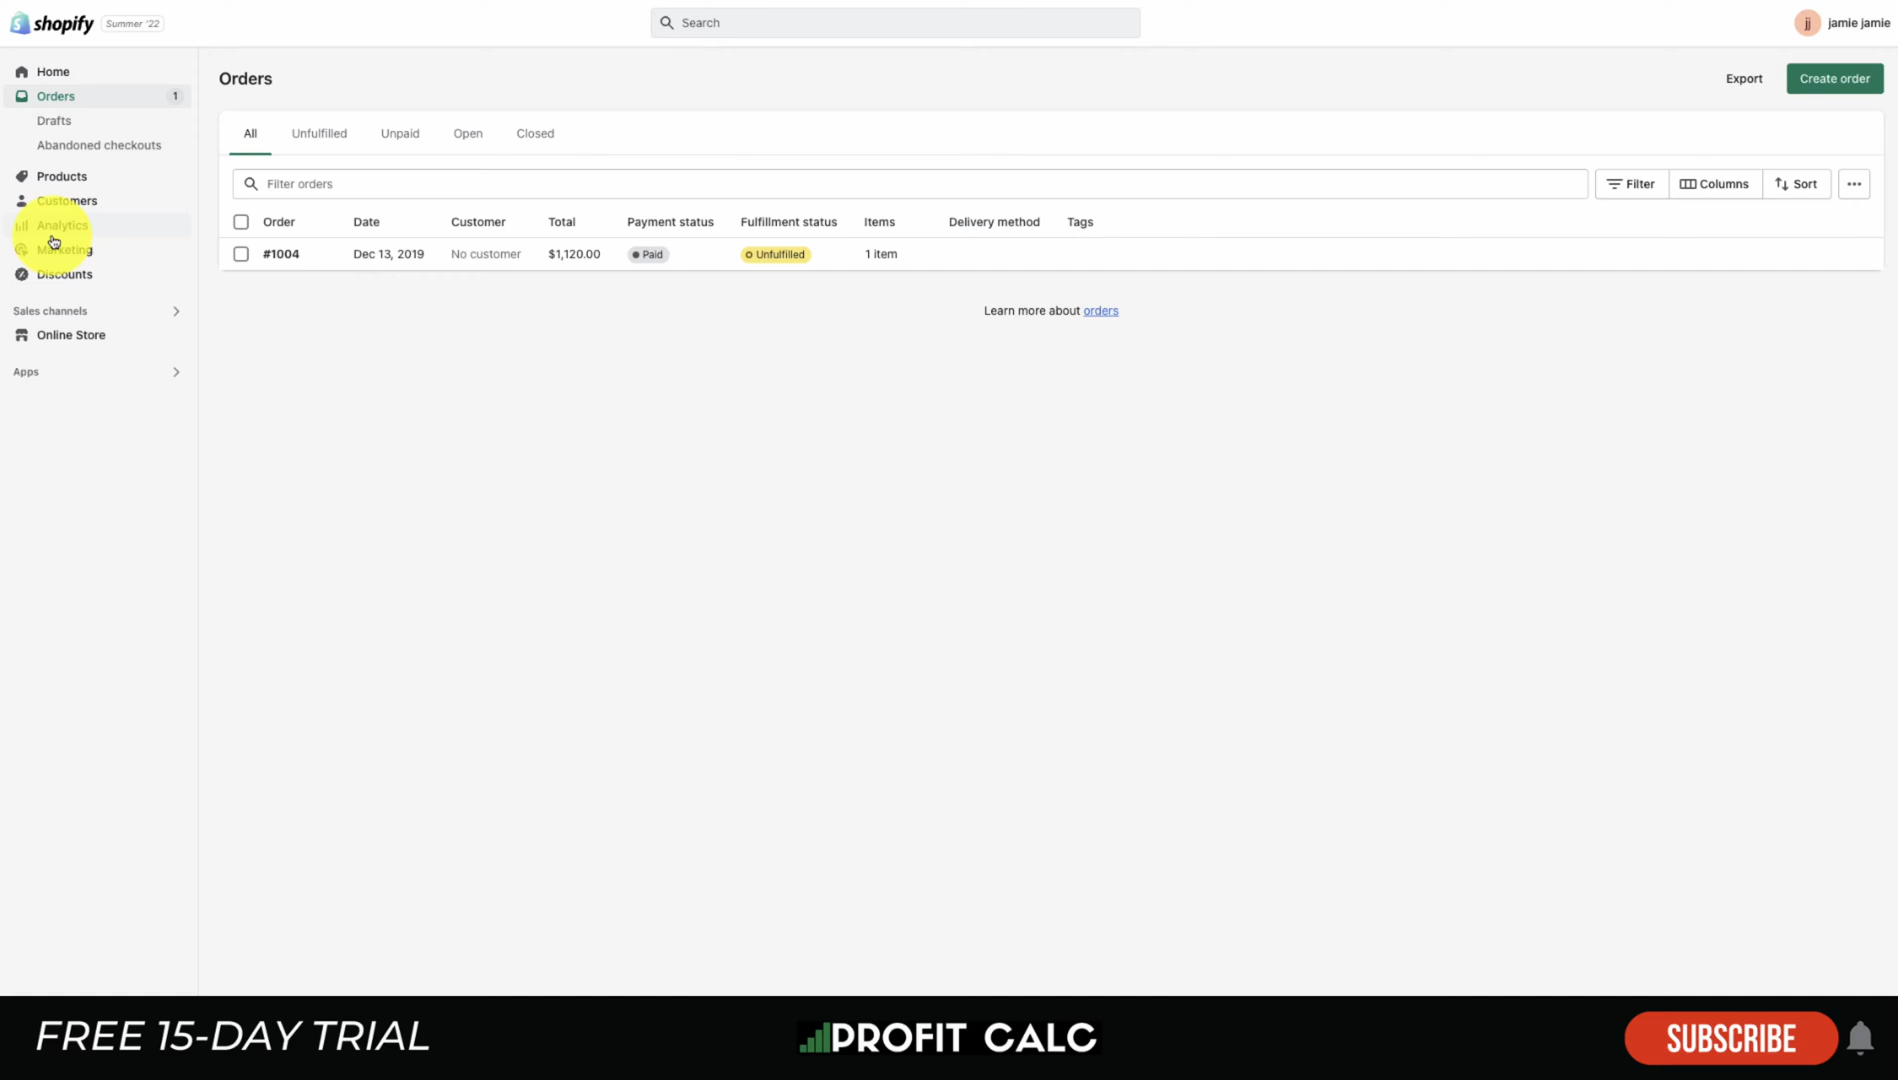 shopify Summer '22
Search
jj jamie jamie
Home
Orders 1
Drafts
Abandoned checkouts
Products
Customers
Analytics
Marketing
Discounts
Sales channels
Online Store
Apps
Orders
Export Create order
All Unfulfilled Unpaid Open Closed
Filter orders Filter Columns Sort
Order Date Customer Total Payment status Fulfillment status Items Delivery method Tags
#1004 Dec 13, 2019 No customer $1,120.00 Paid Unfulfilled 1 item
Learn more about orders
FREE 15-DAY TRIAL PROFIT CALC SUBSCRIBE